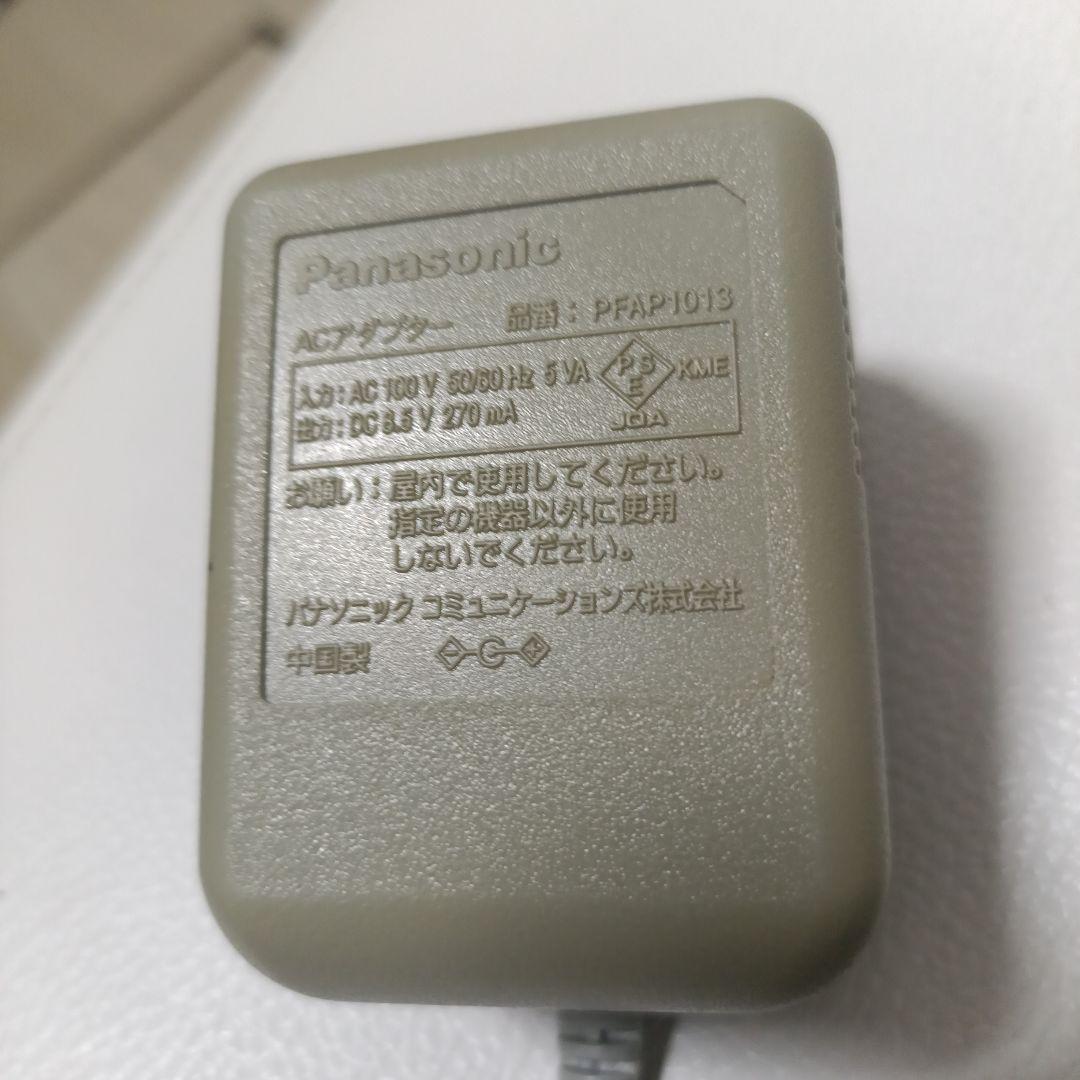 Panasonic
ACアダプター 品番：PFAP1013
入力：AC 100 V 50/60 Hz 5 VA
出力：DC 6.5 V 270 mA
PSE
KME
JQA
お願い：屋内で使用してください。
指定の機器以外に使用
しないでください。
パナソニック コミュニケーションズ株式会社
中国製